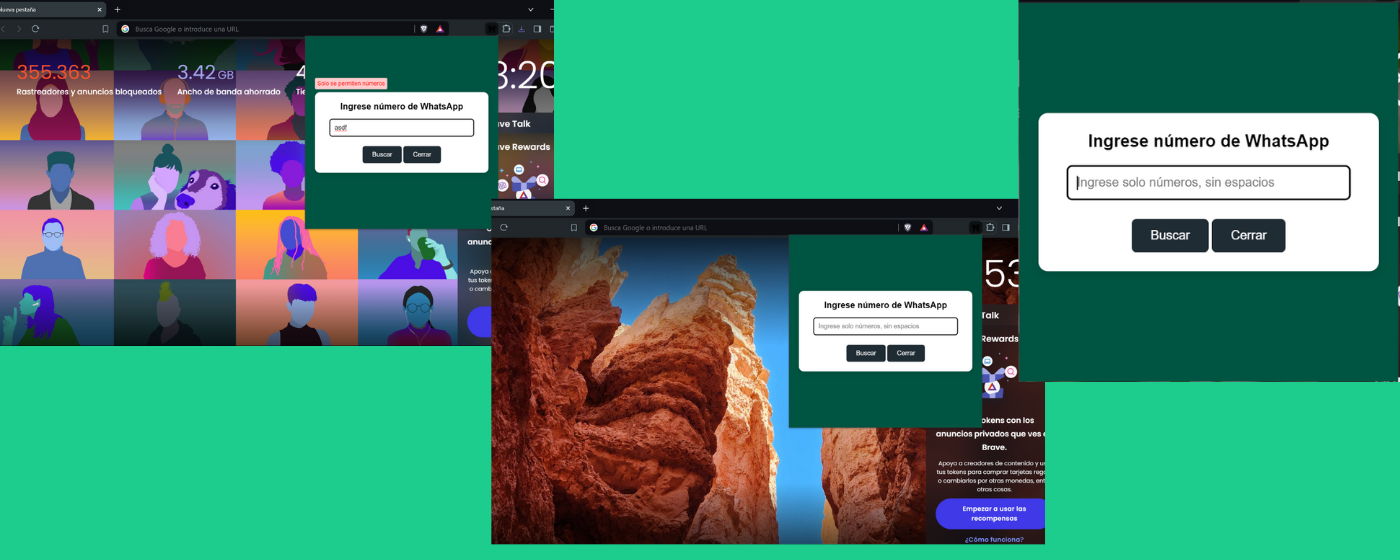 Nueva pestaña
Busca Google o introduce una URL
355.363
Rastreadores y anuncios bloqueados
3.42 GB
Ancho de banda ahorrado
4
Tie
3:20
Solo se permiten números
Ingrese número de WhatsApp
asdf
Buscar
Cerrar
ave Talk
ave Rewards
anunc
Apoya
tus token
o camb
staña
Busca Google o introduce una URL
Ingrese número de WhatsApp
Ingrese solo números, sin espacios
Buscar
Cerrar
53
Talk
Rewards
okens con los
anuncios privados que ves e
Brave.
Apoya a creadores de contenido y us
tus tokens para comprar tarjetas rega
o cambiarlos por otras monedas, ent
otras cosas.
Empezar a usar las
recompensas
¿Cómo funciona?
Ingrese número de WhatsApp
Ingrese solo números, sin espacios
Buscar
Cerrar